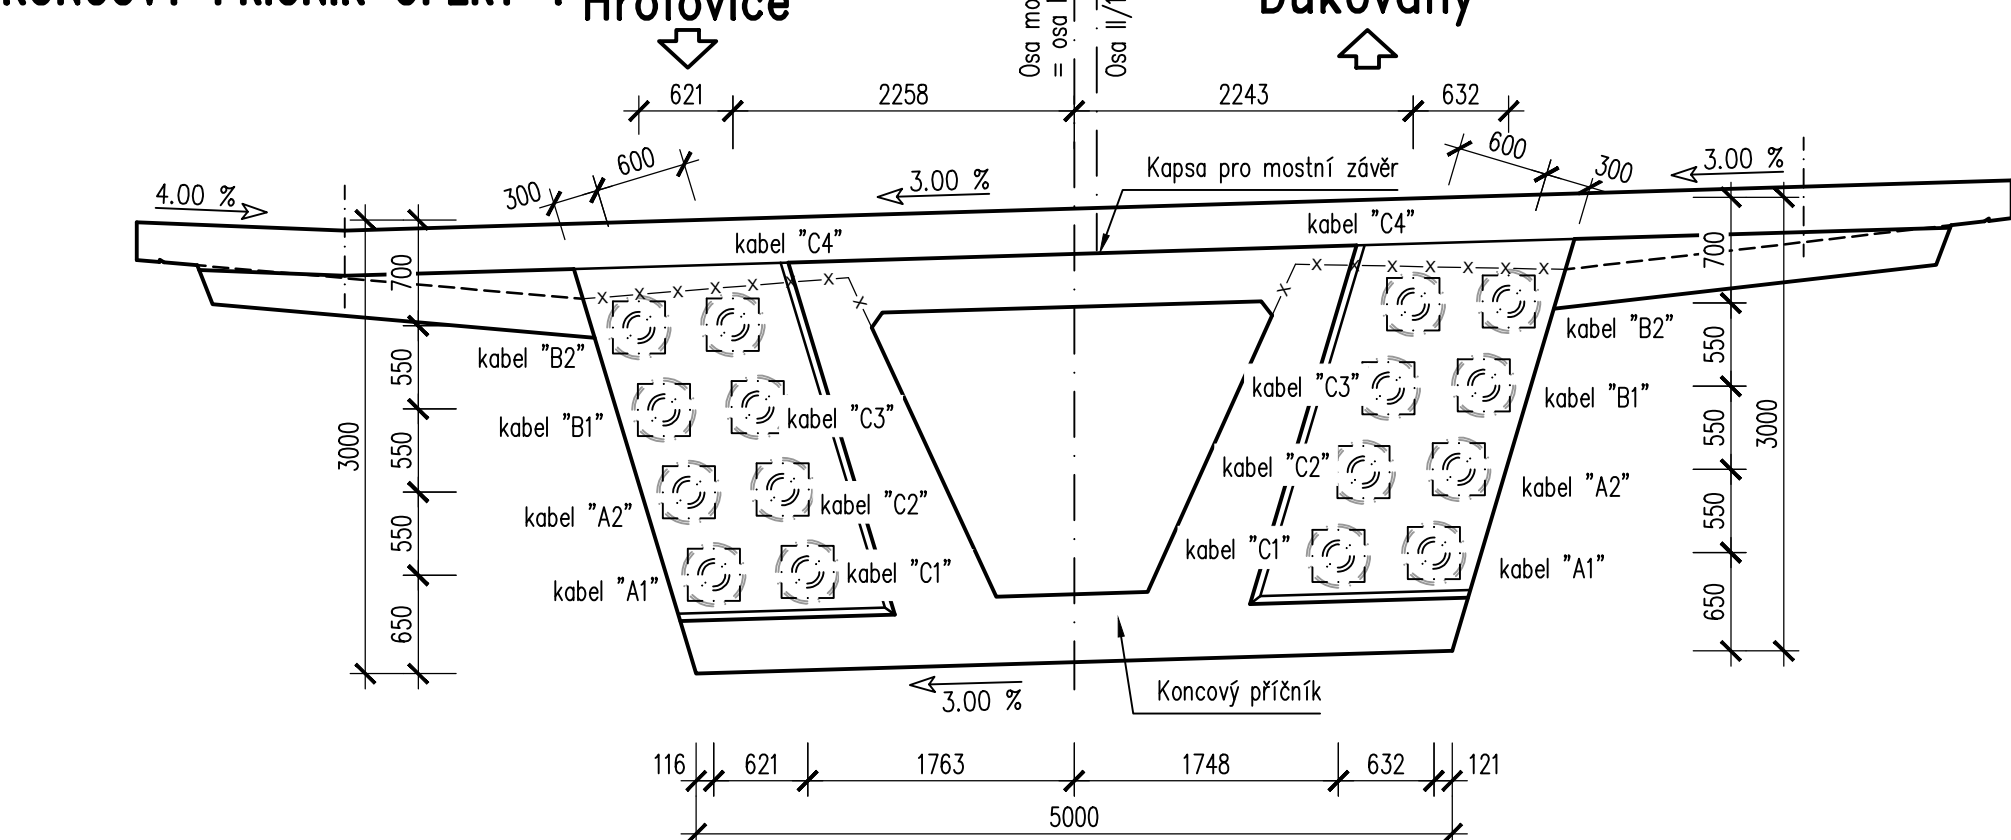 Hrotovice
Dukovany
621
2258
2243
632
600
300
600
300
Kapsa pro mostní závěr
4.00 %
3.00 %
3.00 %
kabel "C4"
kabel "C4"
700
700
kabel "B2"
kabel "B2"
550
550
kabel "C3"
kabel "C3"
kabel "B1"
kabel "B1"
3000
550
550
3000
kabel "C2"
kabel "C2"
kabel "A2"
kabel "A2"
550
550
kabel "C1"
kabel "C1"
kabel "A1"
kabel "A1"
650
650
3.00 %
Koncový příčník
116
621
1763
1748
632
121
5000